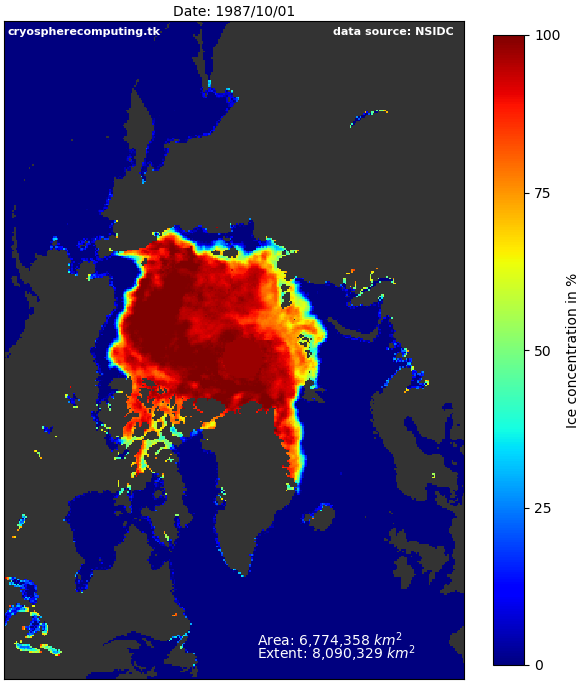 Date: 1987/10/01
cryospherecomputing.tk data source: NSIDC
100
75
50
25
0
Ice concentration in %
Area: 6,774,358 km²
Extent: 8,090,329 km²